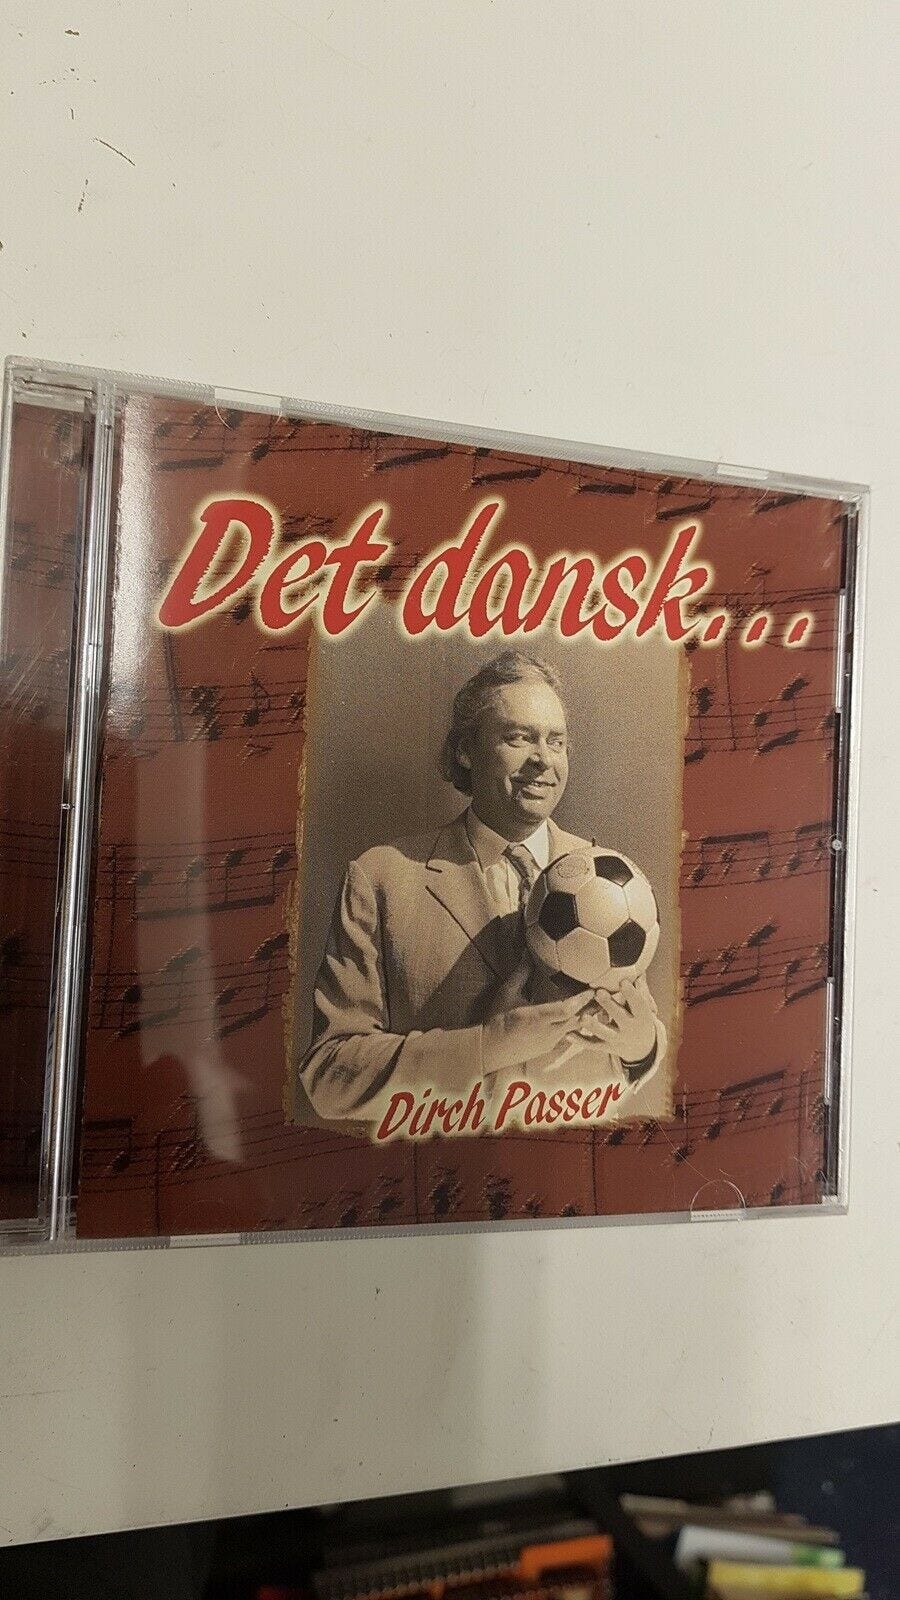 Det dansk...
Dirch Passer